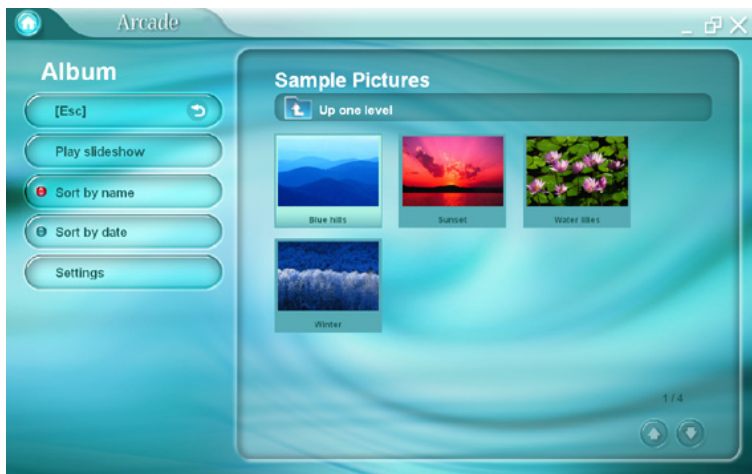 Arcade
Album
[Esc]
Play slideshow
Sort by name
Sort by date
Settings
Sample Pictures
Up one level
Blue hills
Sunset
Water lilies
Winter
1 / 4